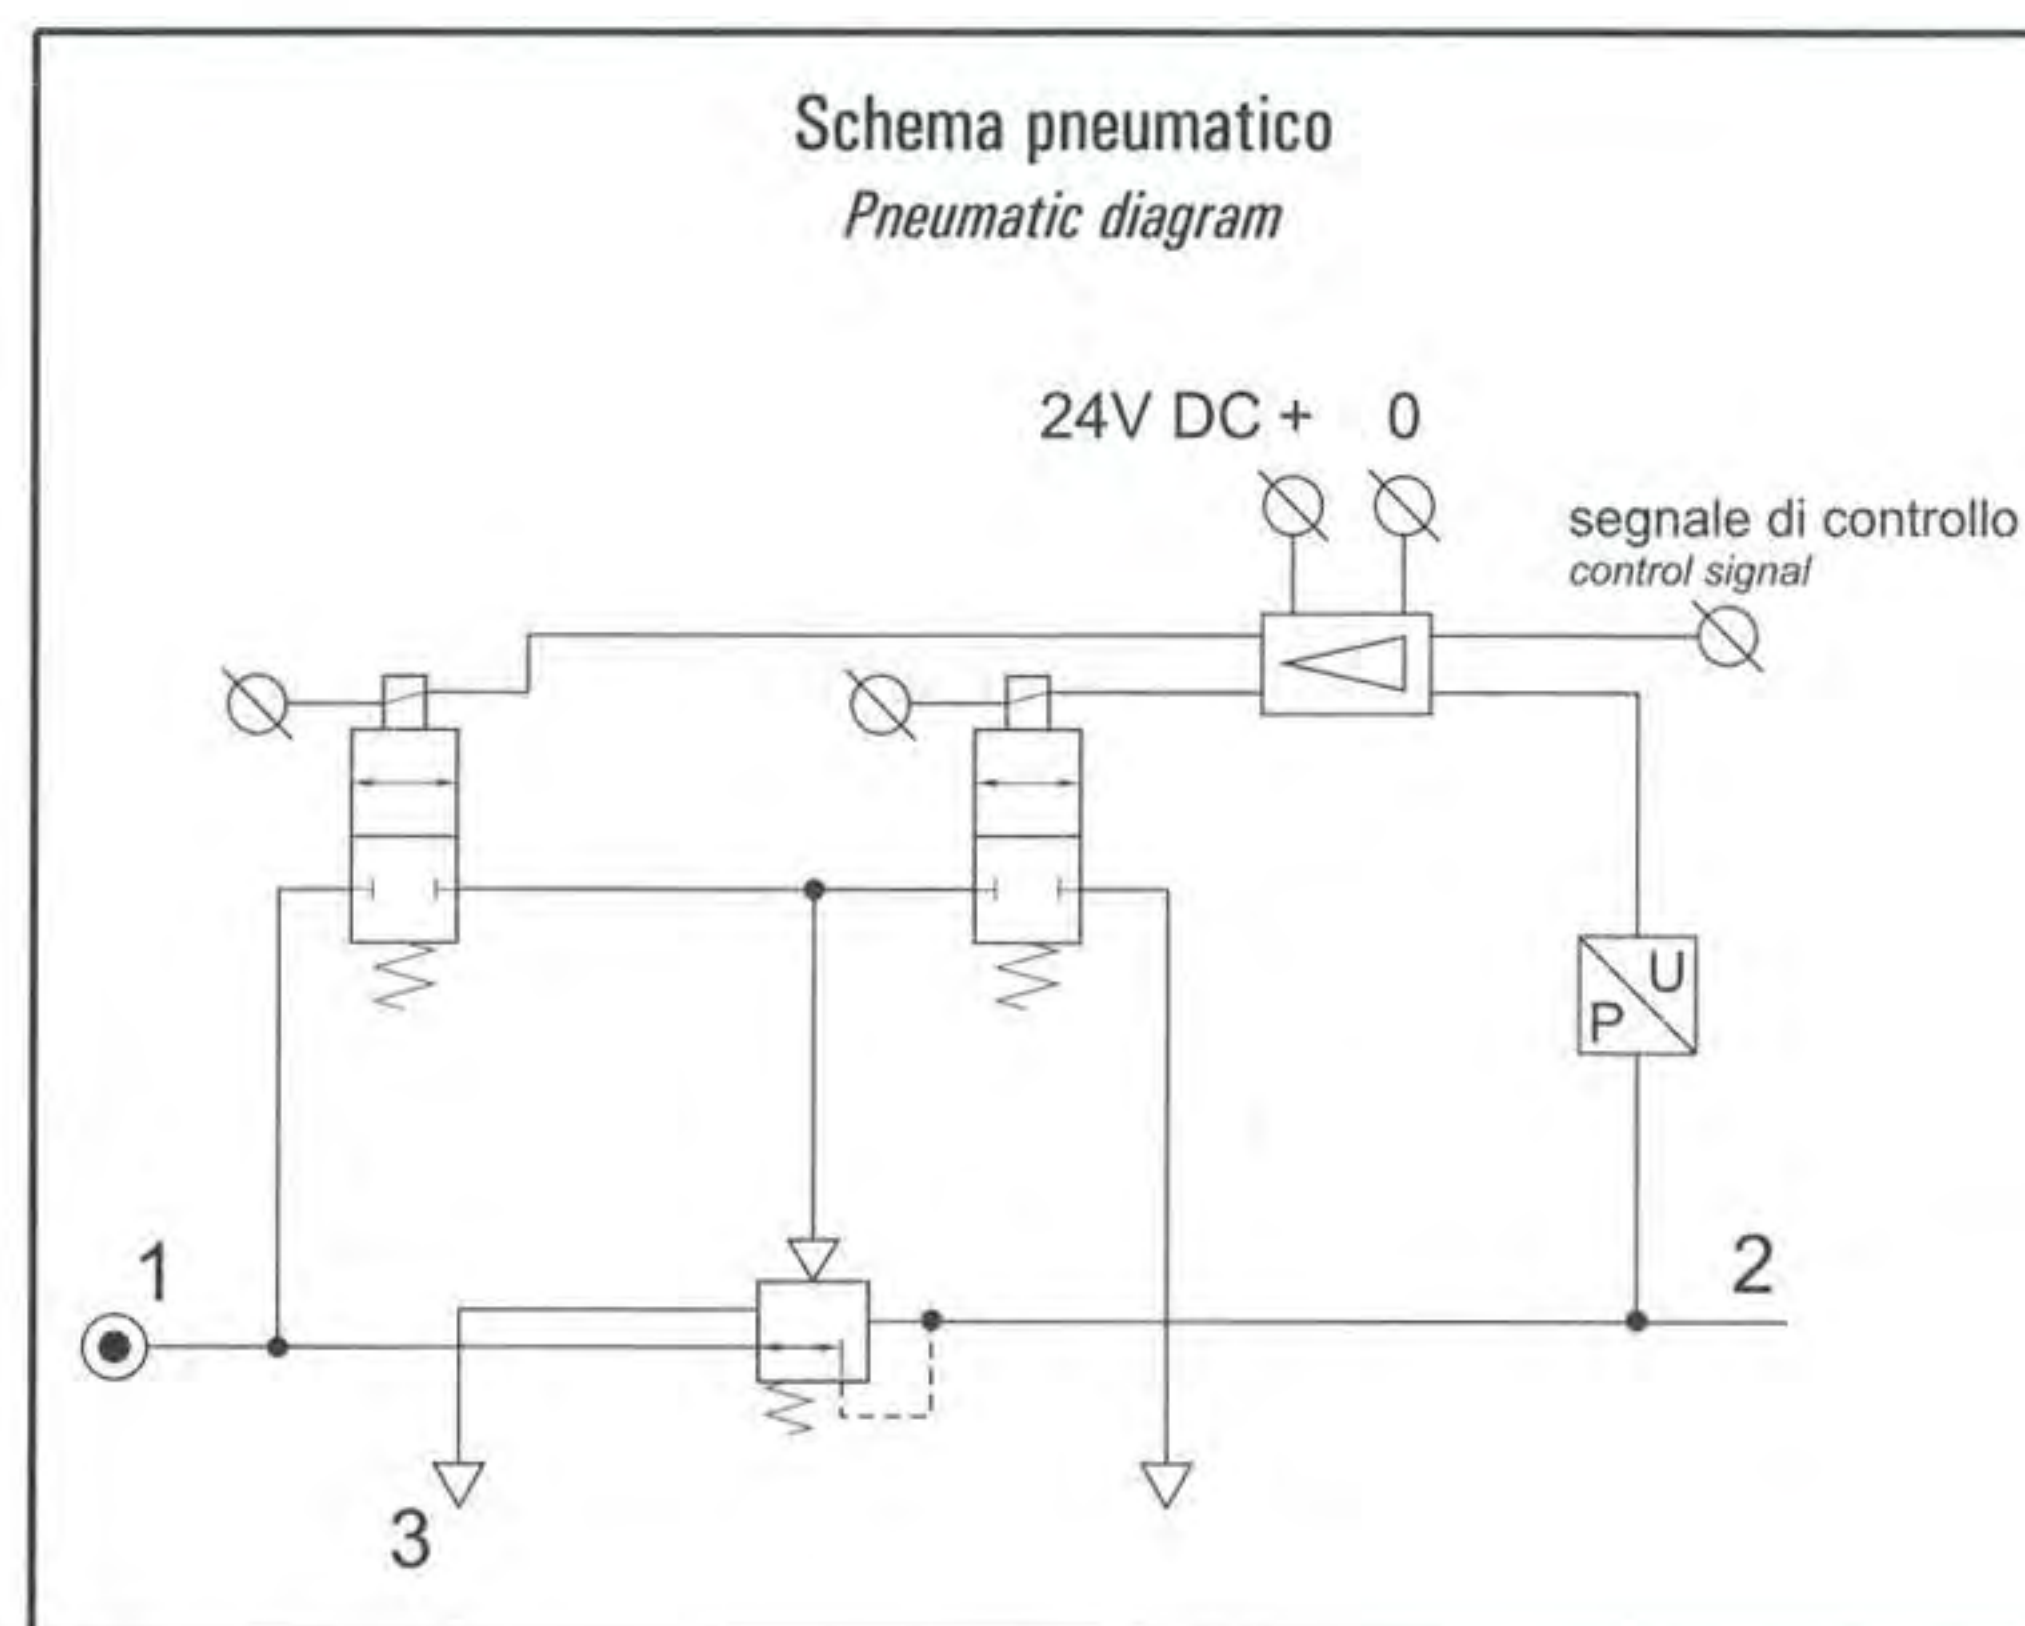 Schema pneumatico
Pneumatic diagram
24V DC + 0
segnale di controllo
control signal
U
P
1
2
3